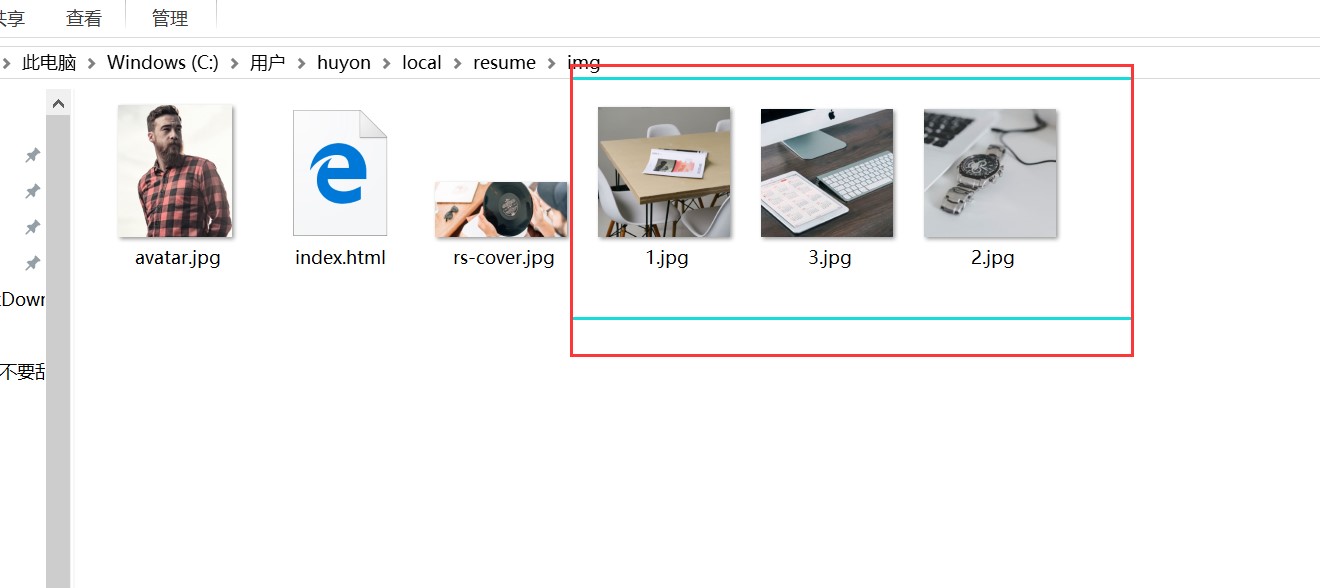 共享 查看 管理
此电脑 Windows (C:) 用户 huyon local resume img
avatar.jpg index.html rs-cover.jpg 1.jpg 3.jpg 2.jpg
Down
不要